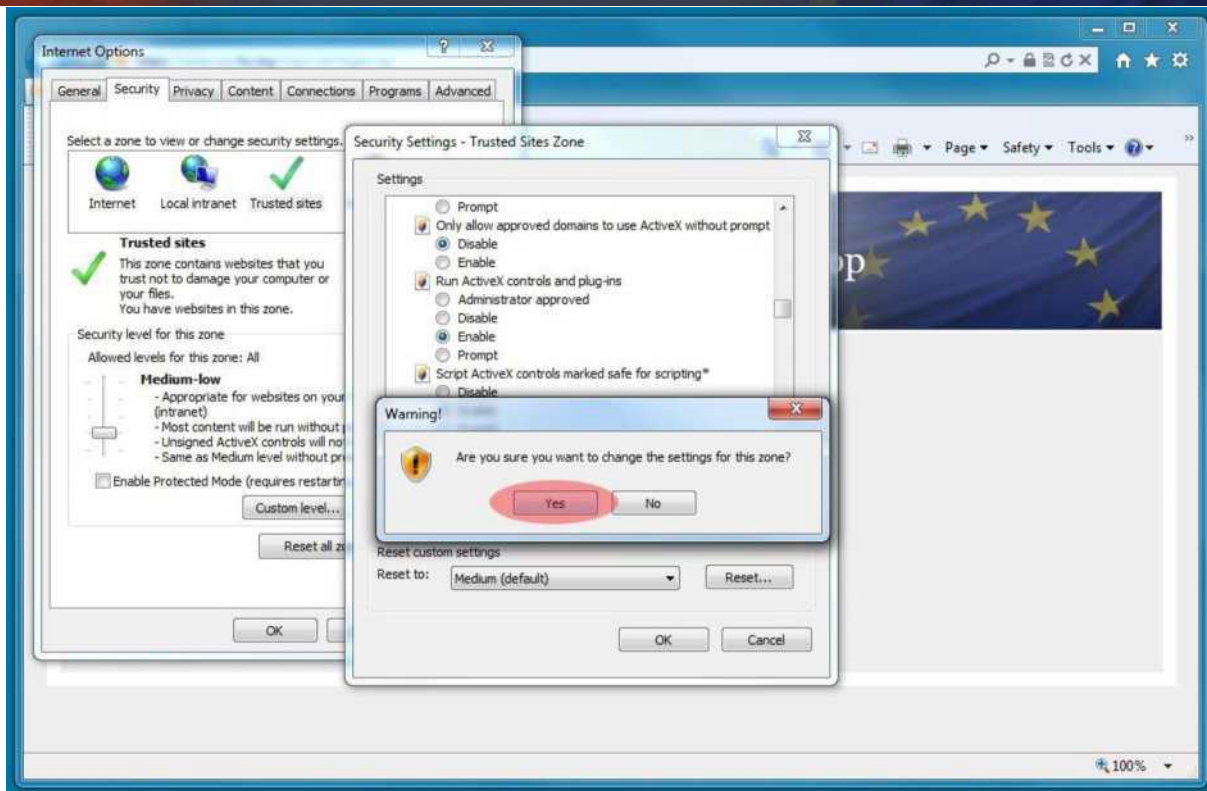 Internet Options
General Security Privacy Content Connections Programs Advanced
Select a zone to view or change security settings.
Internet Local intranet Trusted sites
Trusted sites
This zone contains websites that you
trust not to damage your computer or
your files.
You have websites in this zone.
Security level for this zone
Allowed levels for this zone: All
Medium-low
- Appropriate for websites on your
(intranet)
- Most content will be run without
- Unsigned ActiveX controls will no
- Same as Medium level without pr
Enable Protected Mode (requires restartin
Custom level...
Reset all zo
OK
Security Settings - Trusted Sites Zone
Settings
Prompt
Only allow approved domains to use ActiveX without prompt
Disable
Enable
Run ActiveX controls and plug-ins
Administrator approved
Disable
Enable
Prompt
Script ActiveX controls marked safe for scripting*
Disable
Warning!
Are you sure you want to change the settings for this zone?
Yes No
Reset custom settings
Reset to: Medium (default) Reset...
OK Cancel
Page Safety Tools
op
100%